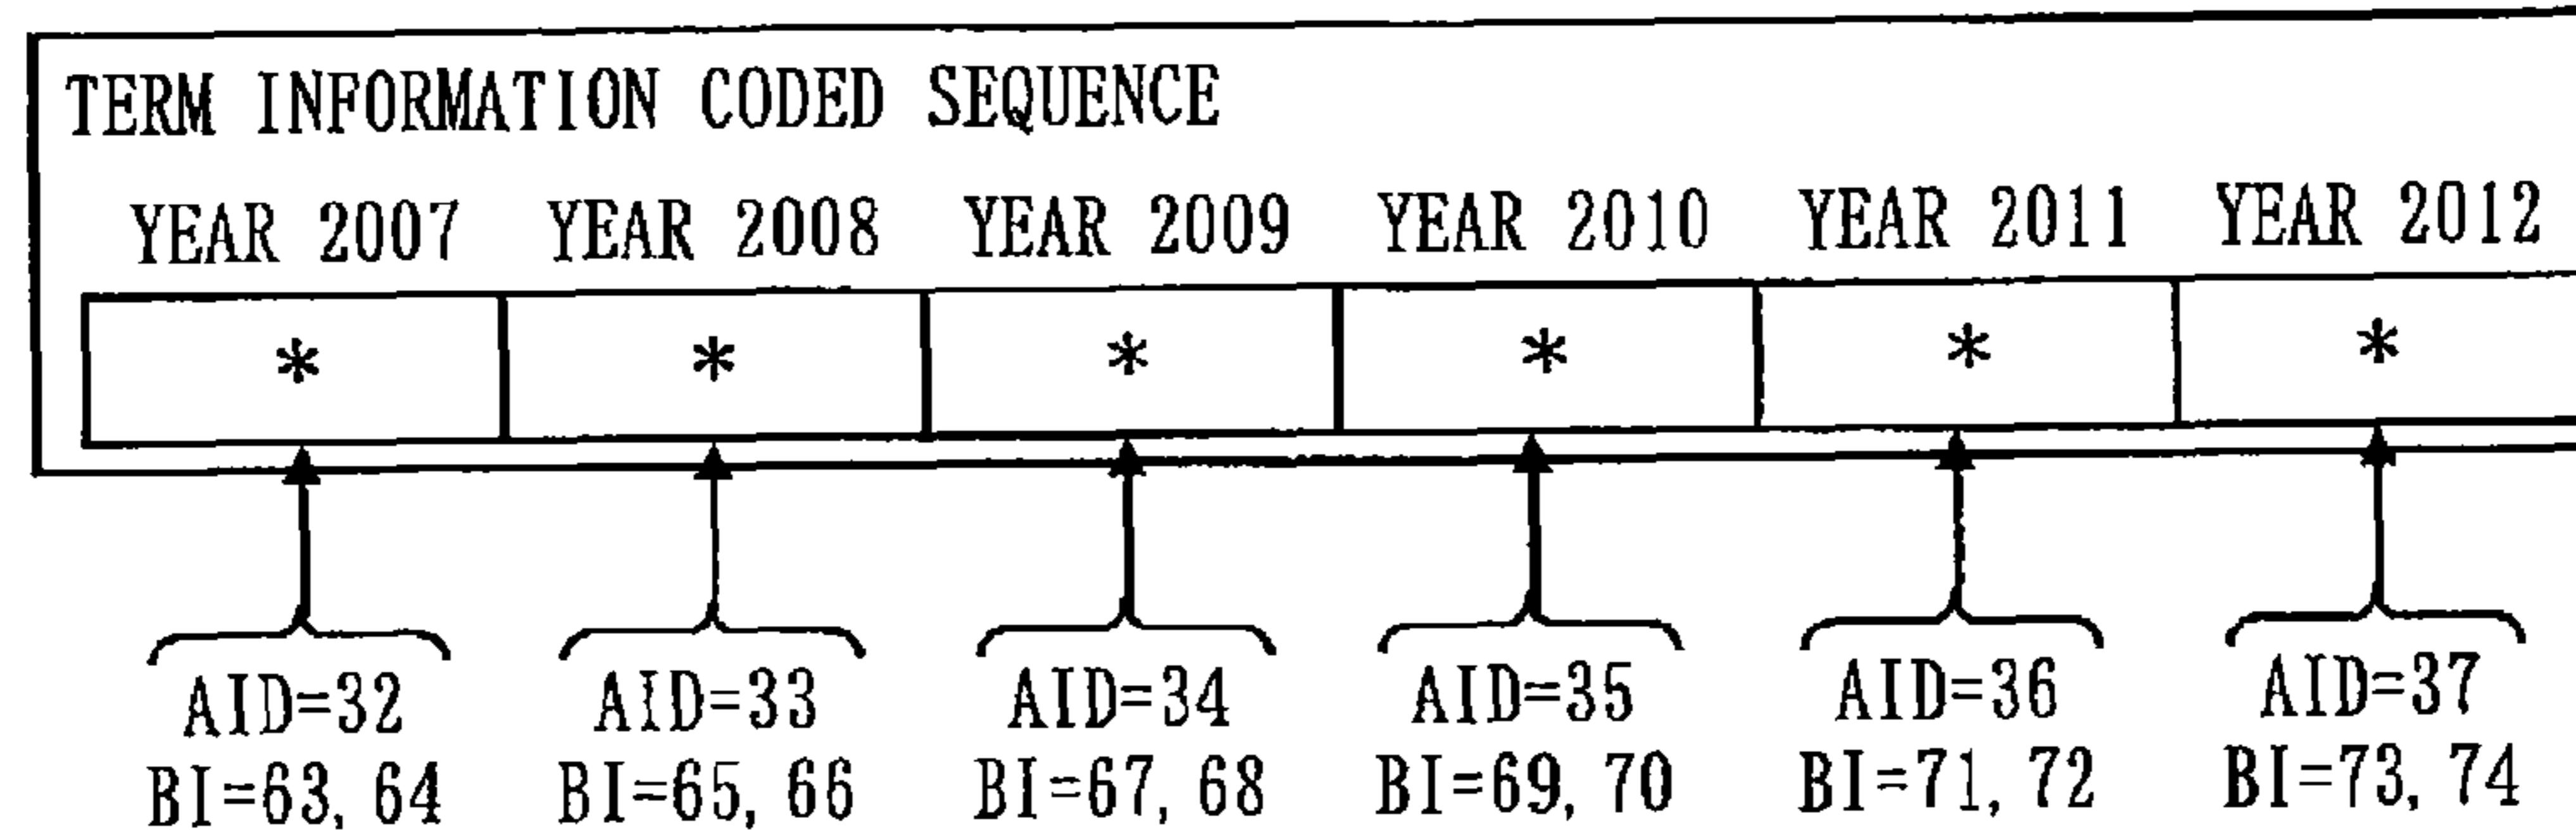 TERM INFORMATION CODED SEQUENCE
YEAR 2007 YEAR 2008 YEAR 2009 YEAR 2010 YEAR 2011 YEAR 2012
* * * * * *
AID=32 AID=33 AID=34 AID=35 AID=36 AID=37
BI=63, 64 BI=65, 66 BI=67, 68 BI=69, 70 BI=71, 72 BI=73, 74